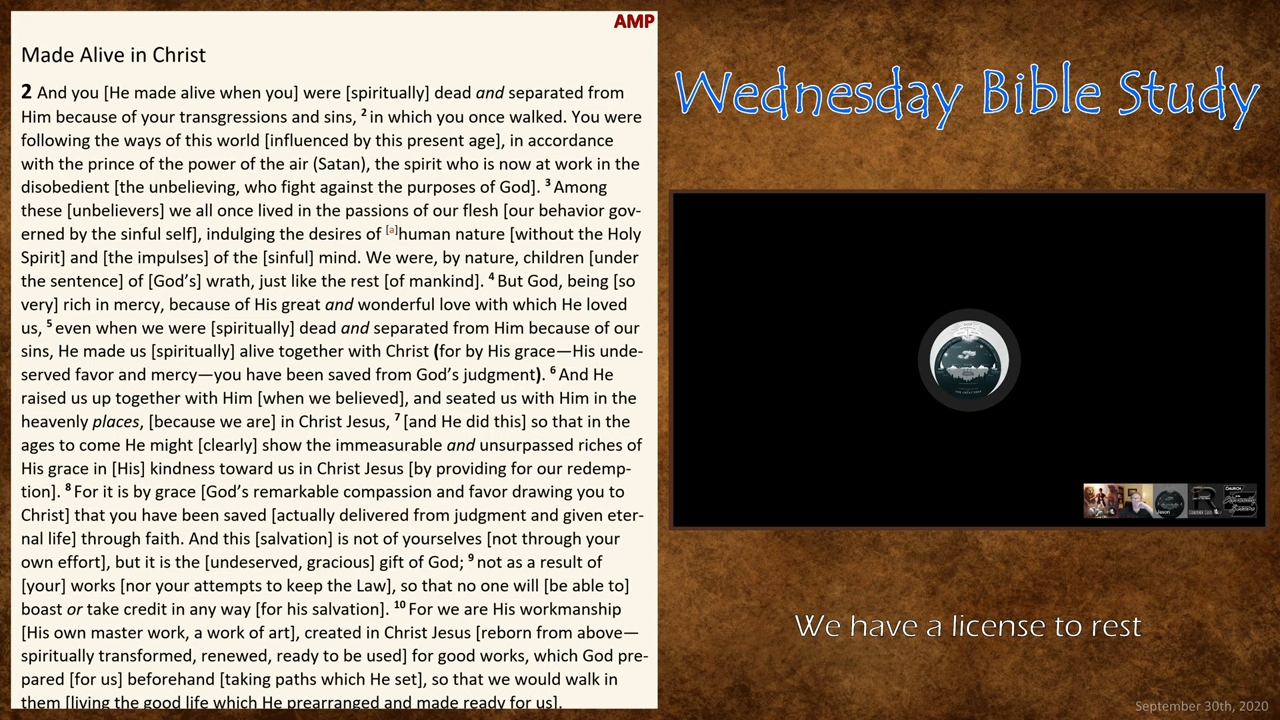 AMP
Made Alive in Christ
2 And you [He made alive when you] were [spiritually] dead and separated from
Him because of your transgressions and sins, 2 in which you once walked. You were
following the ways of this world [influenced by this present age], in accordance
with the prince of the power of the air (Satan), the spirit who is now at work in the
disobedient [the unbelieving, who fight against the purposes of God]. 3 Among
these [unbelievers] we all once lived in the passions of our flesh [our behavior gov-
erned by the sinful self], indulging the desires of [a]human nature [without the Holy
Spirit] and [the impulses] of the [sinful] mind. We were, by nature, children [under
the sentence] of [God’s] wrath, just like the rest [of mankind]. 4 But God, being [so
very] rich in mercy, because of His great and wonderful love with which He loved
us, 5 even when we were [spiritually] dead and separated from Him because of our
sins, He made us [spiritually] alive together with Christ (for by His grace—His unde-
served favor and mercy—you have been saved from God’s judgment). 6 And He
raised us up together with Him [when we believed], and seated us with Him in the
heavenly places, [because we are] in Christ Jesus, 7 [and He did this] so that in the
ages to come He might [clearly] show the immeasurable and unsurpassed riches of
His grace in [His] kindness toward us in Christ Jesus [by providing for our redemp-
tion]. 8 For it is by grace [God’s remarkable compassion and favor drawing you to
Christ] that you have been saved [actually delivered from judgment and given eter-
nal life] through faith. And this [salvation] is not of yourselves [not through your
own effort], but it is the [undeserved, gracious] gift of God; 9 not as a result of
[your] works [nor your attempts to keep the Law], so that no one will [be able to]
boast or take credit in any way [for his salvation]. 10 For we are His workmanship
[His own master work, a work of art], created in Christ Jesus [reborn from above—
spiritually transformed, renewed, ready to be used] for good works, which God pre-
pared [for us] beforehand [taking paths which He set], so that we would walk in
them [living the good life which He prearranged and made ready for us].
Wednesday Bible Study
Jason
We have a license to rest
September 30th, 2020